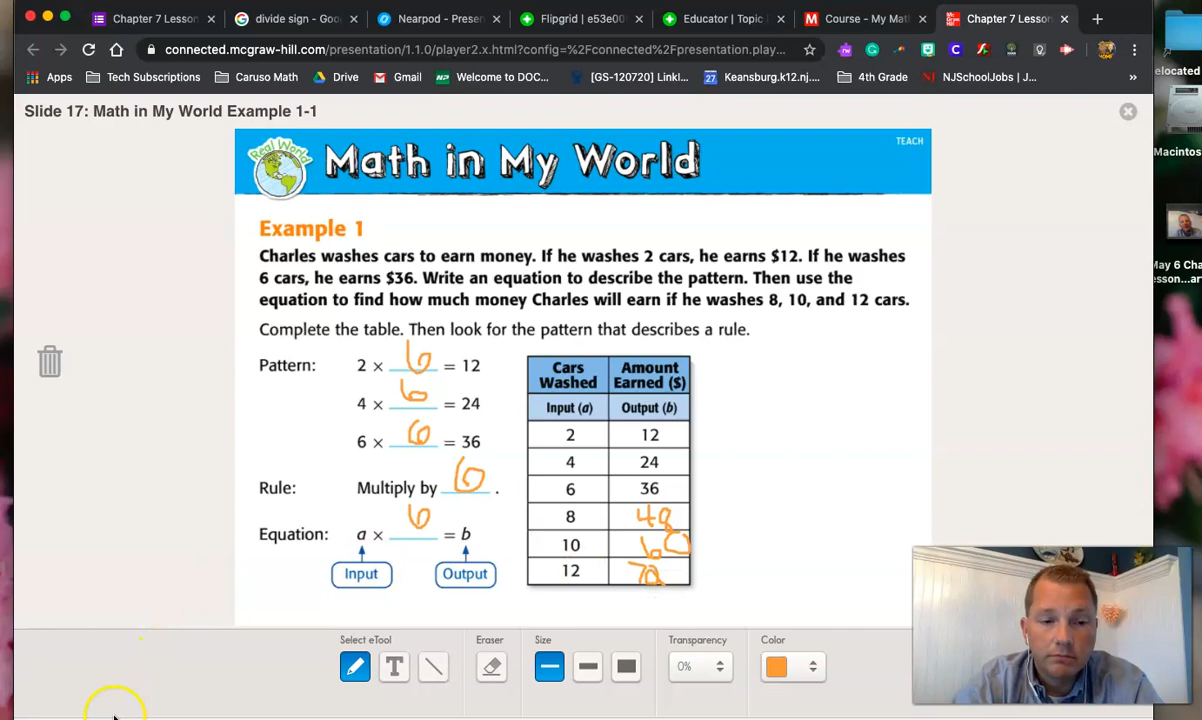 Chapter 7 Lesson
divide sign - Goo
Nearpod - Presen
Flipgrid | e53e00
Educator | Topic
Course - My Math
Chapter 7 Lesson
connected.mcgraw-hill.com/presentation/1.1.0/player2.x.html?config=%2Fconnected%2Fpresentation.play...
Apps
Tech Subscriptions
Caruso Math
Drive
Gmail
Welcome to DOC...
[GS-120720] Linkl...
Keansburg.k12.nj....
4th Grade
NJSchoolJobs | J...
elocated
Slide 17: Math in My World Example 1-1
Macintos
TEACH
Real World
Math in My World
Example 1
Charles washes cars to earn money. If he washes 2 cars, he earns $12. If he washes
6 cars, he earns $36. Write an equation to describe the pattern. Then use the
equation to find how much money Charles will earn if he washes 8, 10, and 12 cars.
May 6 Cha
Complete the table. Then look for the pattern that describes a rule.
Pattern: 2 × 6 = 12
4 × 6 = 24
6 × 6 = 36
Rule: Multiply by 6 .
Equation: a × 6 = b
Input Output
Cars Washed Amount Earned ($)
Input (a) Output (b)
2 12
4 24
6 36
8 48
10 60
12 72
Select eTool
Eraser
Size
Transparency
0%
Color